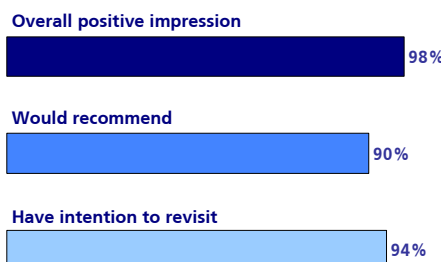 Overall positive impression
98%
Would recommend
90%
Have intention to revisit
94%